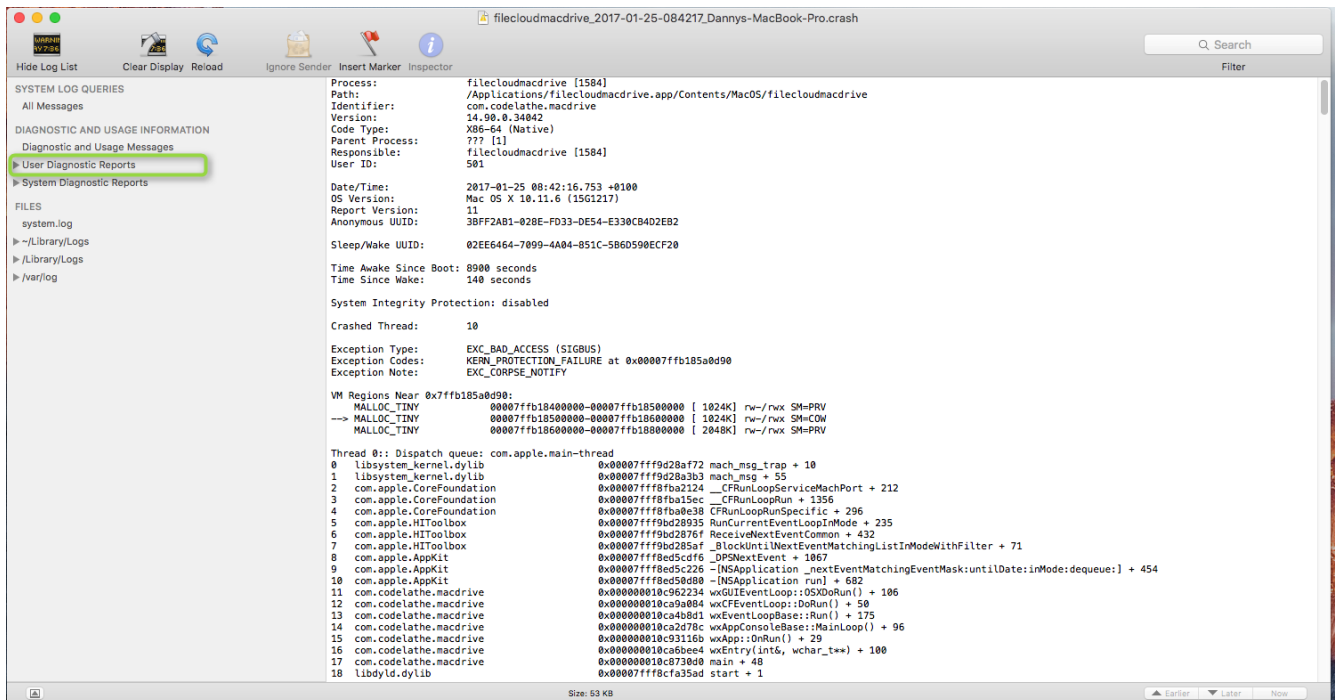 filecloudmacdrive_2017-01-25-084217_Dannys-MacBook-Pro.crash
WARNIN
AY 7:86
7:86
Search
Hide Log List Clear Display Reload Ignore Sender Insert Marker Inspector Filter
SYSTEM LOG QUERIES
All Messages
DIAGNOSTIC AND USAGE INFORMATION
Diagnostic and Usage Messages
User Diagnostic Reports
System Diagnostic Reports
FILES
system.log
~/Library/Logs
/Library/Logs
/var/log
Process: filecloudmacdrive [1584]
Path: /Applications/filecloudmacdrive.app/Contents/MacOS/filecloudmacdrive
Identifier: com.codelathe.macdrive
Version: 14.90.0.34042
Code Type: X86-64 (Native)
Parent Process: ??? [1]
Responsible: filecloudmacdrive [1584]
User ID: 501
Date/Time: 2017-01-25 08:42:16.753 +0100
OS Version: Mac OS X 10.11.6 (15G1217)
Report Version: 11
Anonymous UUID: 3BFF2AB1-028E-FD33-DE54-E330CB4D2EB2
Sleep/Wake UUID: 02EE6464-7099-4A04-851C-5B6D590ECF20
Time Awake Since Boot: 8900 seconds
Time Since Wake: 140 seconds
System Integrity Protection: disabled
Crashed Thread: 10
Exception Type: EXC_BAD_ACCESS (SIGBUS)
Exception Codes: KERN_PROTECTION_FAILURE at 0x00007ffb185a0d90
Exception Note: EXC_CORPSE_NOTIFY
VM Regions Near 0x7ffb185a0d90:
MALLOC_TINY 00007ffb18400000-00007ffb18500000 [ 1024K] rw-/rwx SM=PRV
--> MALLOC_TINY 00007ffb18500000-00007ffb18600000 [ 1024K] rw-/rwx SM=COW
MALLOC_TINY 00007ffb18600000-00007ffb18800000 [ 2048K] rw-/rwx SM=PRV
Thread 0:: Dispatch queue: com.apple.main-thread
0 libsystem_kernel.dylib 0x00007fff9d28af72 mach_msg_trap + 10
1 libsystem_kernel.dylib 0x00007fff9d28a3b3 mach_msg + 55
2 com.apple.CoreFoundation 0x00007fff8fba2124 __CFRunLoopServiceMachPort + 212
3 com.apple.CoreFoundation 0x00007fff8fba15ec __CFRunLoopRun + 1356
4 com.apple.CoreFoundation 0x00007fff8fba0e38 CFRunLoopRunSpecific + 296
5 com.apple.HIToolbox 0x00007fff9bd28935 RunCurrentEventLoopInMode + 235
6 com.apple.HIToolbox 0x00007fff9bd2876f ReceiveNextEventCommon + 432
7 com.apple.HIToolbox 0x00007fff9bd285af _BlockUntilNextEventMatchingListInModeWithFilter + 71
8 com.apple.AppKit 0x00007fff8ed5cdf6 _DPSNextEvent + 1067
9 com.apple.AppKit 0x00007fff8ed5c226 -[NSApplication _nextEventMatchingEventMask:untilDate:inMode:dequeue:] + 454
10 com.apple.AppKit 0x00007fff8ed50d80 -[NSApplication run] + 682
11 com.codelathe.macdrive 0x000000010c962234 wxGUIEventLoop::OSXDoRun() + 106
12 com.codelathe.macdrive 0x000000010ca9a084 wxCFEventLoop::DoRun() + 50
13 com.codelathe.macdrive 0x000000010ca4b8d1 wxEventLoopBase::Run() + 175
14 com.codelathe.macdrive 0x000000010ca2d78c wxAppConsoleBase::MainLoop() + 96
15 com.codelathe.macdrive 0x000000010c93116b wxApp::OnRun() + 29
16 com.codelathe.macdrive 0x000000010ca6bee4 wxEntry(int&, wchar_t**) + 100
17 com.codelathe.macdrive 0x000000010c8730d0 main + 48
18 libdyld.dylib 0x00007fff8cfa35ad start + 1
Size: 53 KB
Earlier Later Now